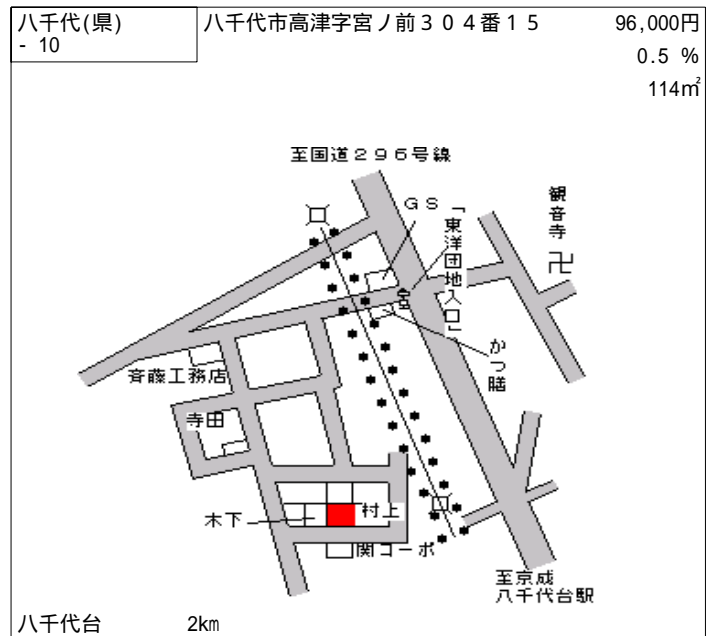 八千代(県)
- 10
八千代市高津字宮ノ前３０４番１５
96,000円
0.5 %
114㎡
至国道２９６号線
ＧＳ
「東洋団地入口」
観音寺
卍
かつ膳
斉藤工務店
寺田
木下
村上
関コーポ
至京成
八千代台駅
八千代台
2km